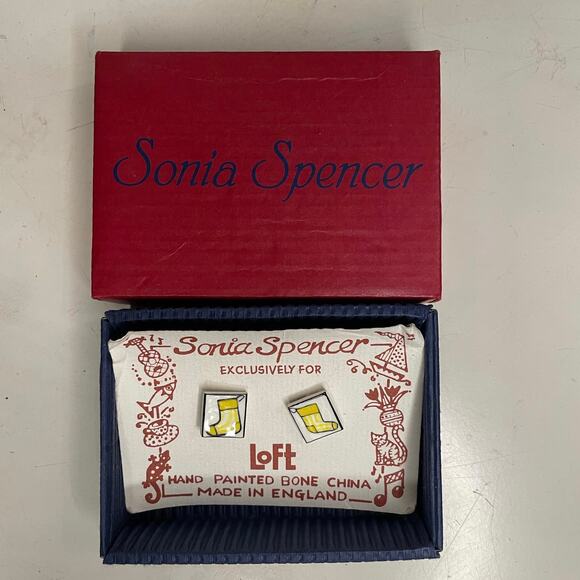 Sonia Spencer
Sonia Spencer
EXCLUSIVELY FOR
LoFt
HAND PAINTED BONE CHINA
MADE IN ENGLAND